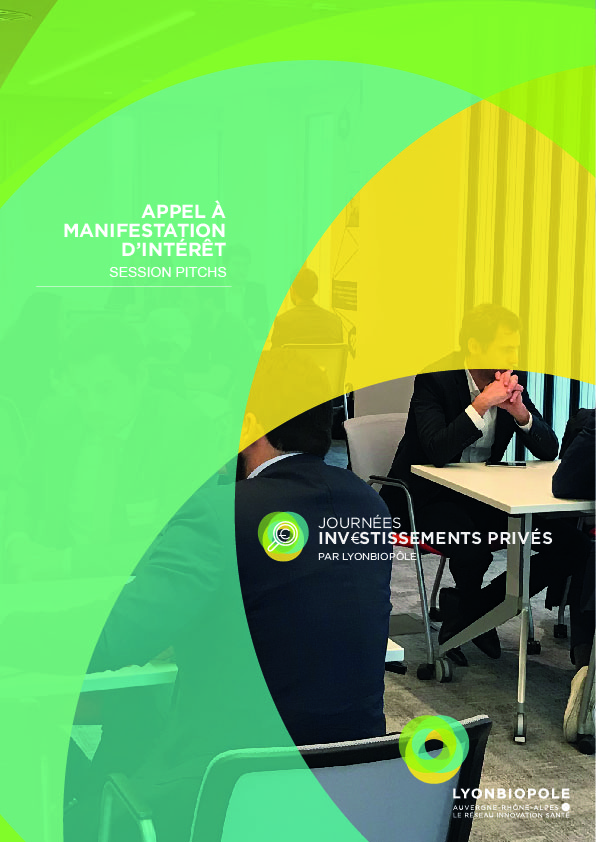 APPEL À
MANIFESTATION
D'INTÉRÊT
SESSION PITCHS
JOURNÉES
INV€STISSEMENTS PRIVÉS
PAR LYONBIOPÔLE
LYONBIOPOLE
AUVERGNE-RHÔNE-ALPES
LE RÉSEAU INNOVATION SANTÉ